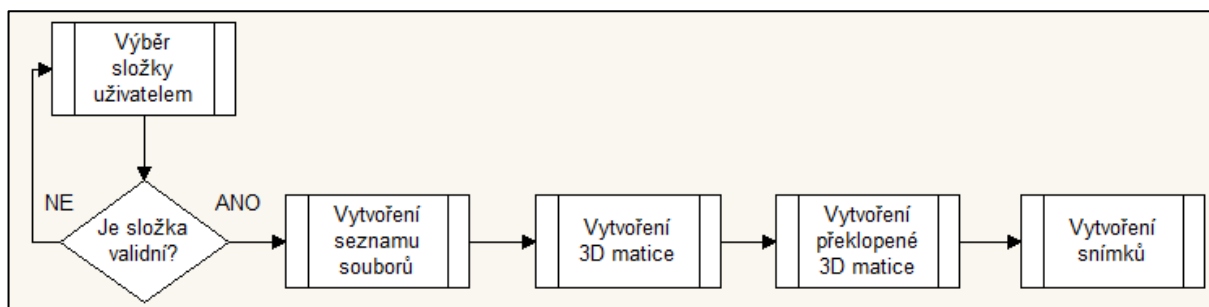 Výběr
složky
uživatelem
NE
ANO
Je složka
validní?
Vytvoření
seznamu
souborů
Vytvoření
3D matice
Vytvoření
překlopené
3D matice
Vytvoření
snímků